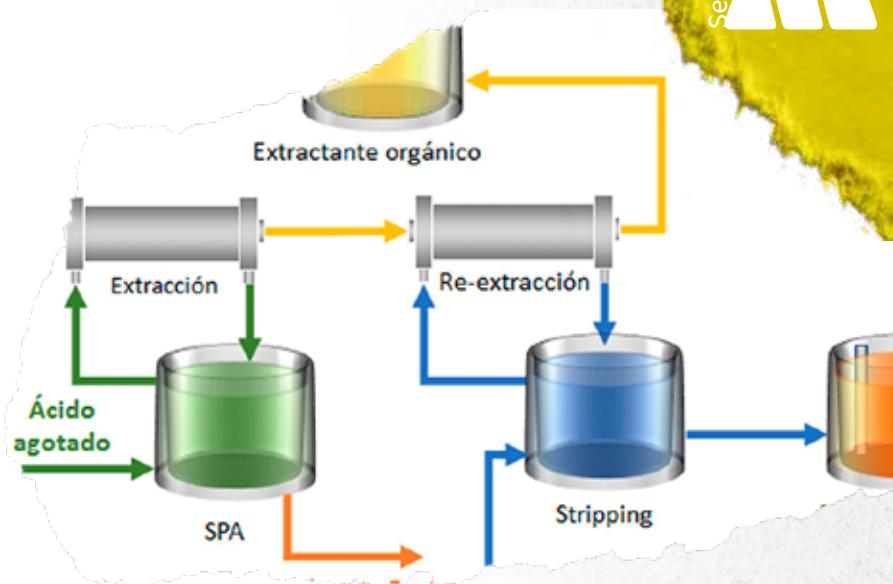 Extractante orgánico
Extracción
Re-extracción
Ácido
agotado
SPA
Stripping